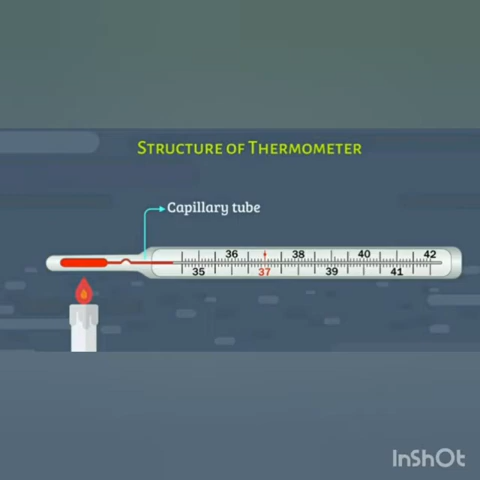 STRUCTURE OF THERMOMETER
Capillary tube
36 38 40 42
35 37 39 41
InShOt